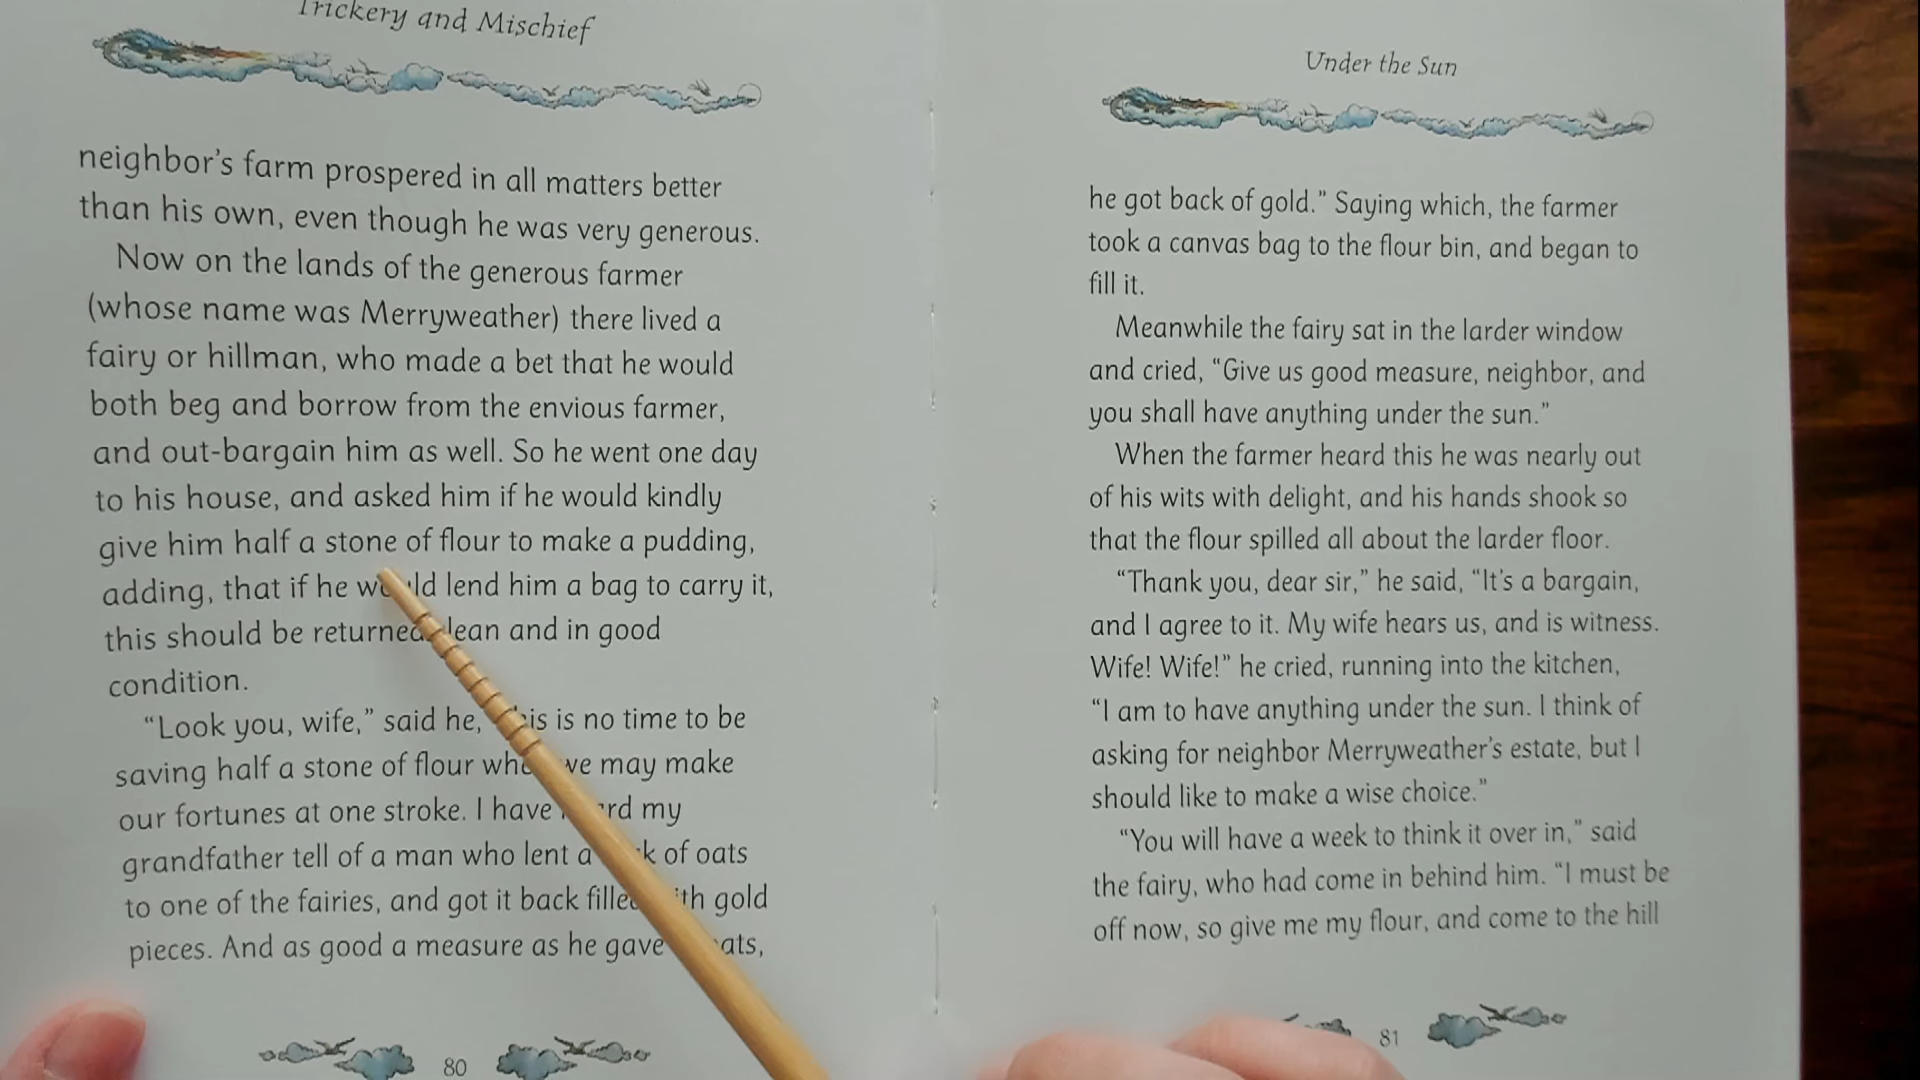 Trickery and Mischief
neighbor's farm prospered in all matters better
than his own, even though he was very generous.
Now on the lands of the generous farmer
(whose name was Merryweather) there lived a
fairy or hillman, who made a bet that he would
both beg and borrow from the envious farmer,
and out-bargain him as well. So he went one day
to his house, and asked him if he would kindly
give him half a stone of flour to make a pudding,
adding, that if he would lend him a bag to carry it,
this should be returned clean and in good
condition.
“Look you, wife,” said he, is is no time to be
saving half a stone of flour we may make
our fortunes at one stroke. I have my
grandfather tell of a man who lent a of oats
to one of the fairies, and got it back filled with gold
pieces. And as good a measure as he gave oats,
80
Under the Sun
he got back of gold.” Saying which, the farmer
took a canvas bag to the flour bin, and began to
fill it.
Meanwhile the fairy sat in the larder window
and cried, “Give us good measure, neighbor, and
you shall have anything under the sun.”
When the farmer heard this he was nearly out
of his wits with delight, and his hands shook so
that the flour spilled all about the larder floor.
“Thank you, dear sir,” he said, “It's a bargain,
and I agree to it. My wife hears us, and is witness.
Wife! Wife!” he cried, running into the kitchen,
“I am to have anything under the sun. I think of
asking for neighbor Merryweather's estate, but I
should like to make a wise choice.”
“You will have a week to think it over in,” said
the fairy, who had come in behind him. “I must be
off now, so give me my flour, and come to the hill
81